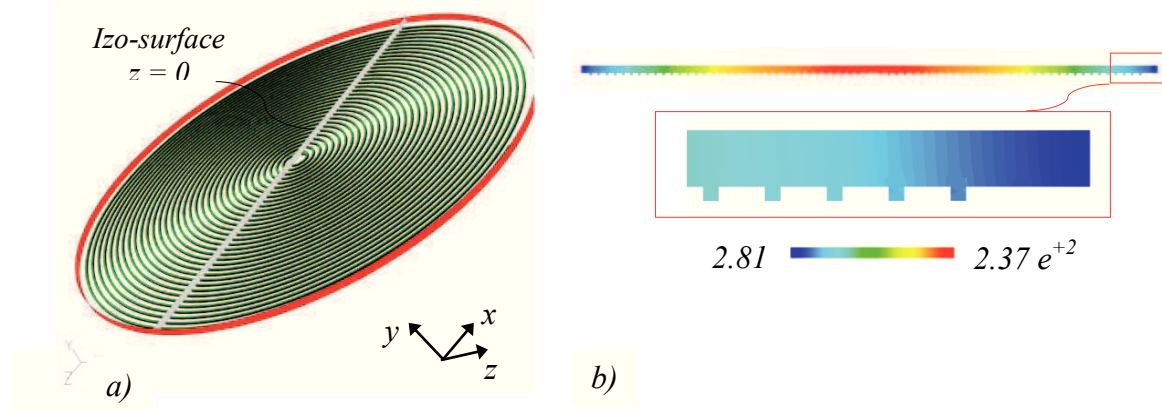 Izo-surface
z = 0
y
x
z
Y
Z
a)
2.81
2.37 e+2
b)